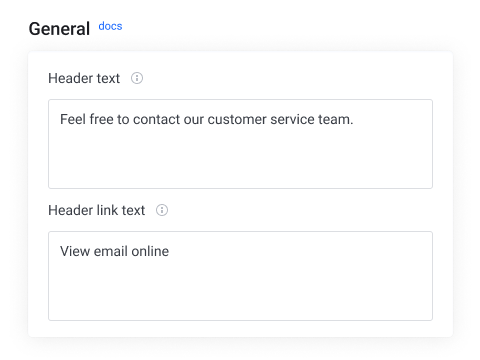 General docs
Header text
Feel free to contact our customer service team.
Header link text
View email online